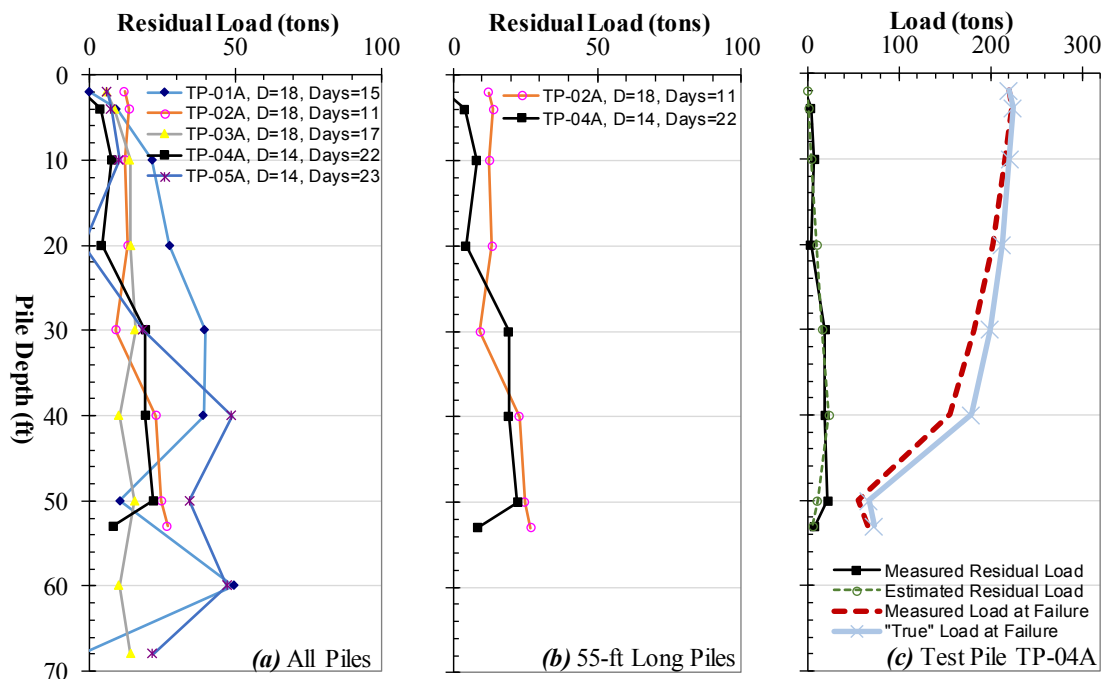 Residual Load (tons)
0 50 100
Pile Depth (ft)
0
10
20
30
40
50
60
70
TP-01A, D=18, Days=15
TP-02A, D=18, Days=11
TP-03A, D=18, Days=17
TP-04A, D=14, Days=22
TP-05A, D=14, Days=23
(a) All Piles
Residual Load (tons)
0 50 100
TP-02A, D=18, Days=11
TP-04A, D=14, Days=22
(b) 55-ft Long Piles
Load (tons)
0 100 200 300
Measured Residual Load
Estimated Residual Load
Measured Load at Failure
"True" Load at Failure
(c) Test Pile TP-04A